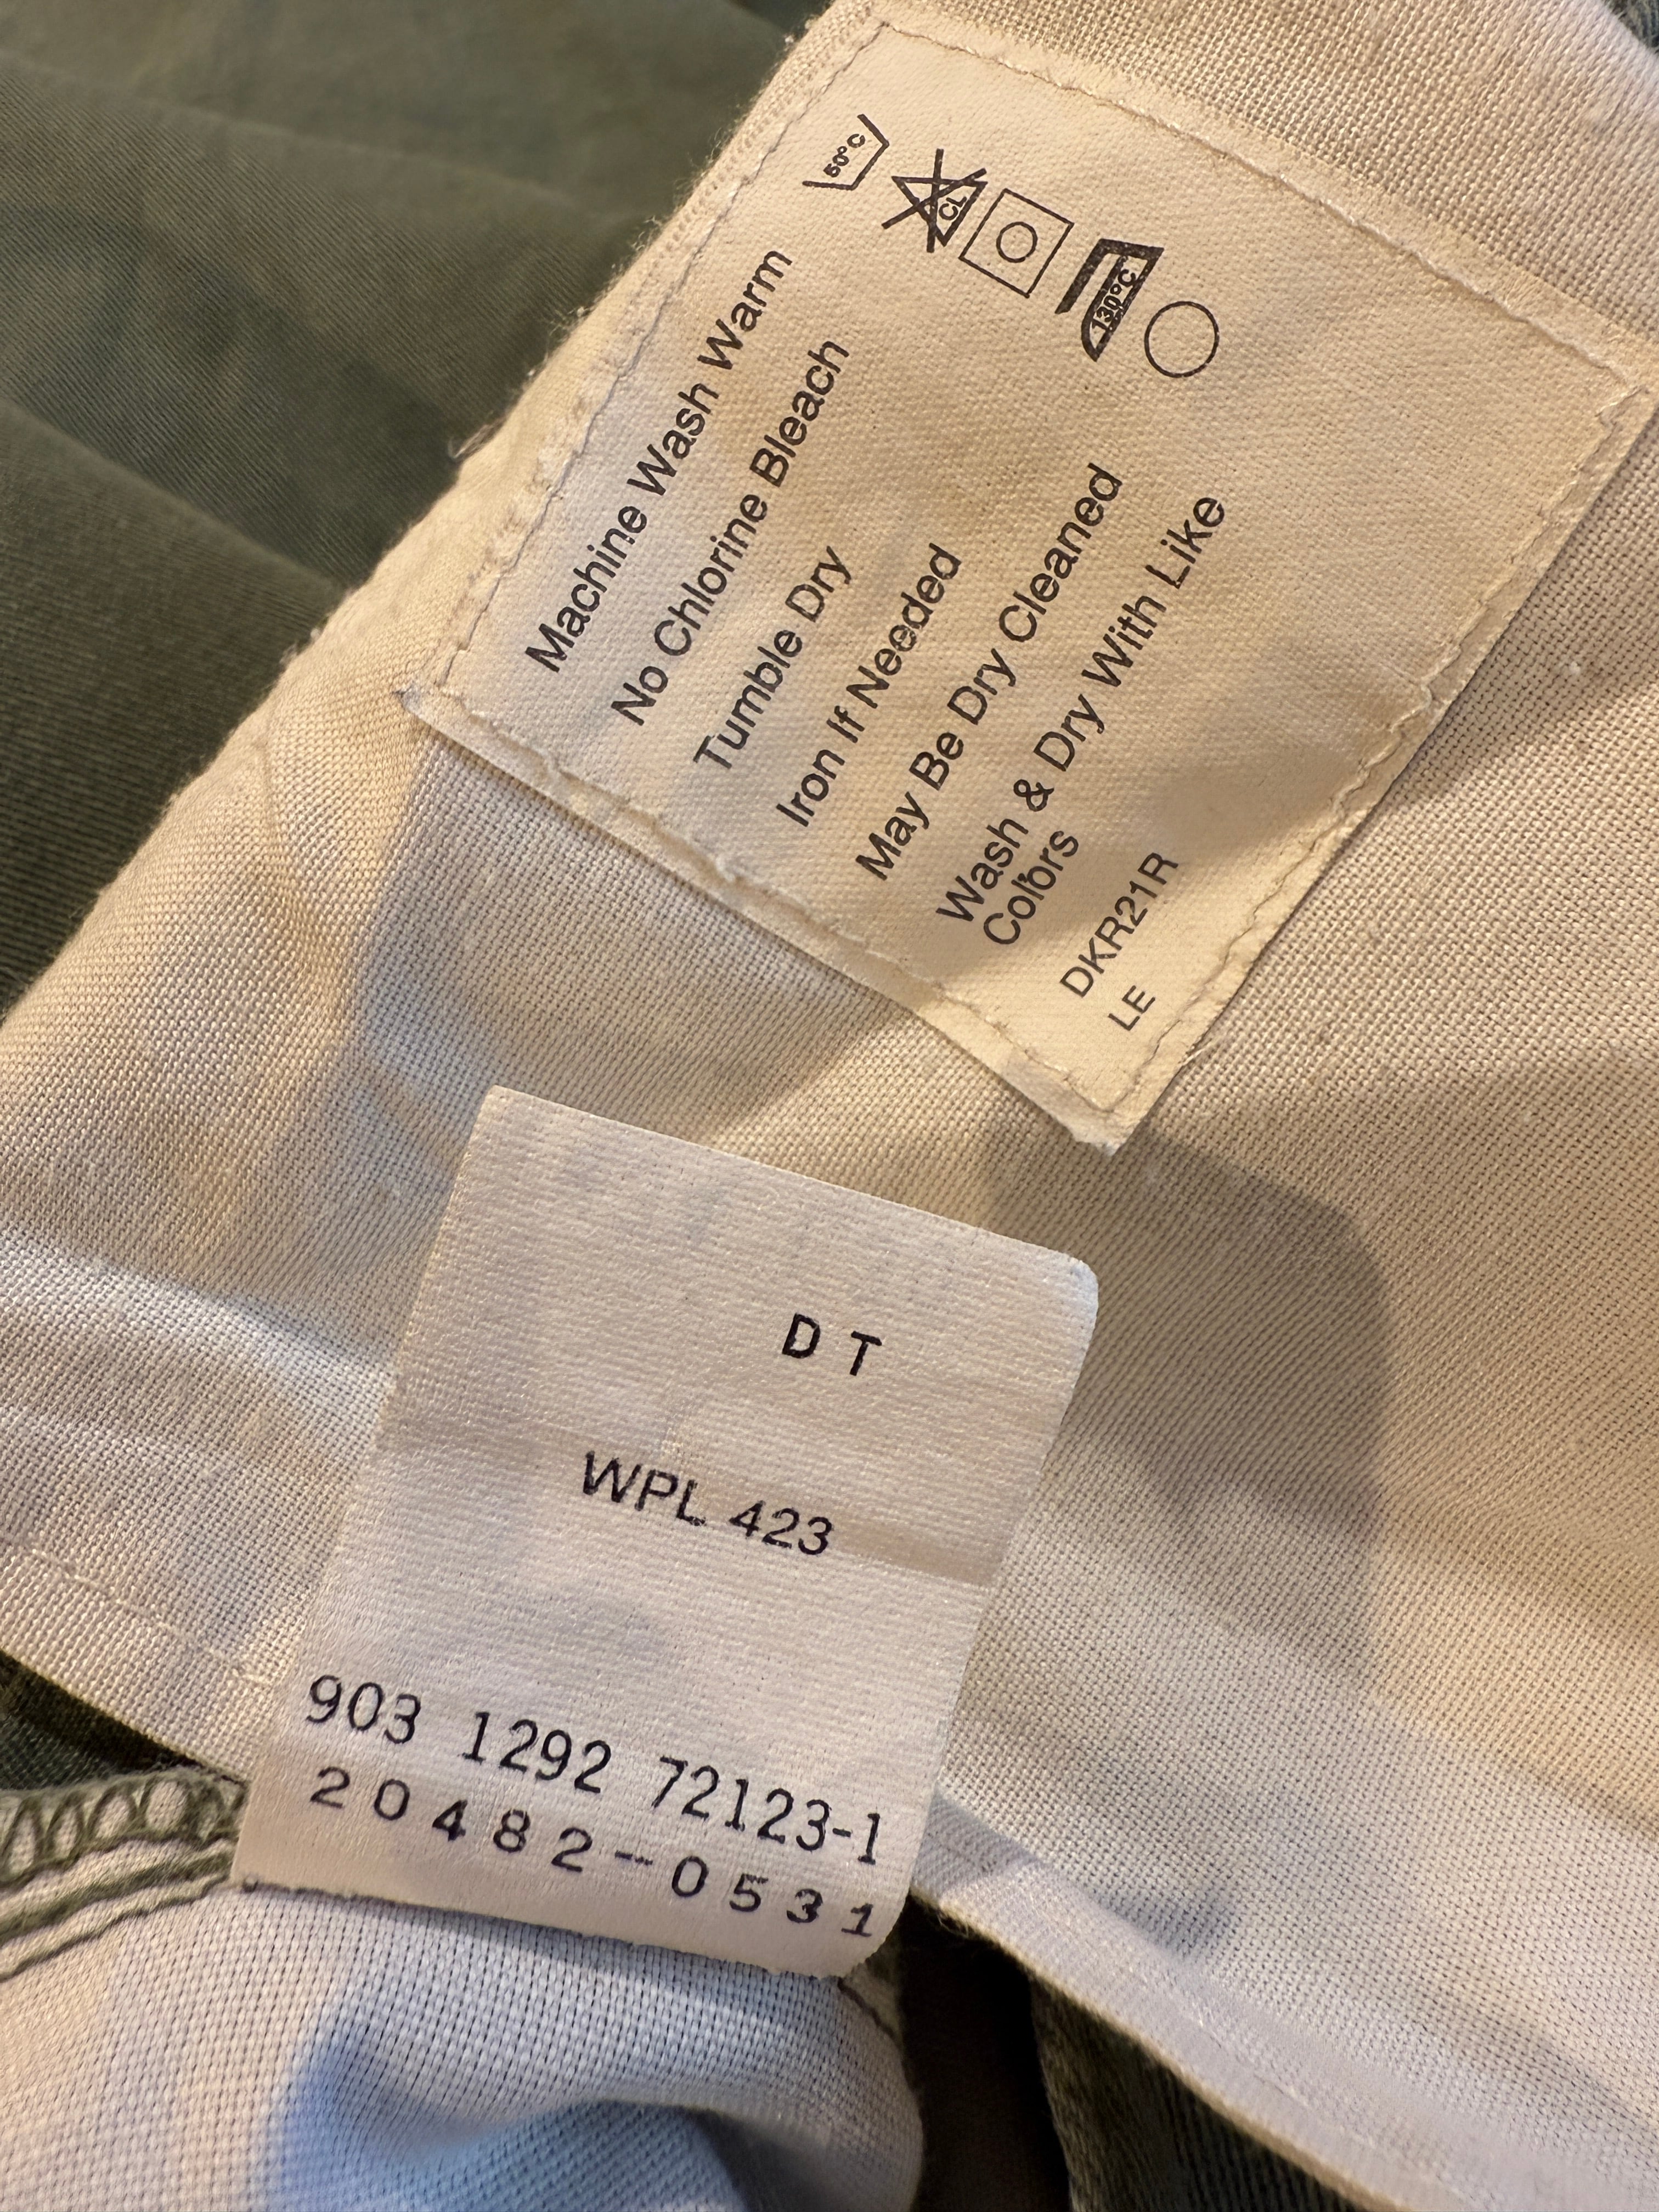 50°C
CL
130°C
Machine Wash Warm
No Chlorine Bleach
Tumble Dry
Iron If Needed
May Be Dry Cleaned
Wash & Dry With Like
Colors
DKR21R
LE
D T
WPL 423
903 1292 72123-1
20482-0531